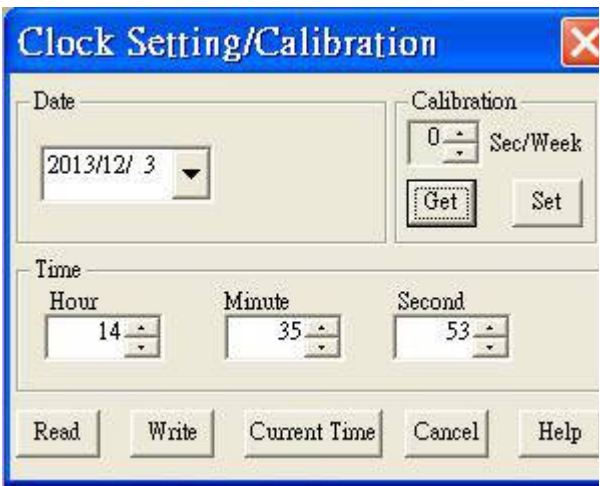 Clock Setting/Calibration
Date
2013/12/ 3
Calibration
0 Sec/Week
Get Set
Time
Hour Minute Second
14 35 53
Read Write Current Time Cancel Help